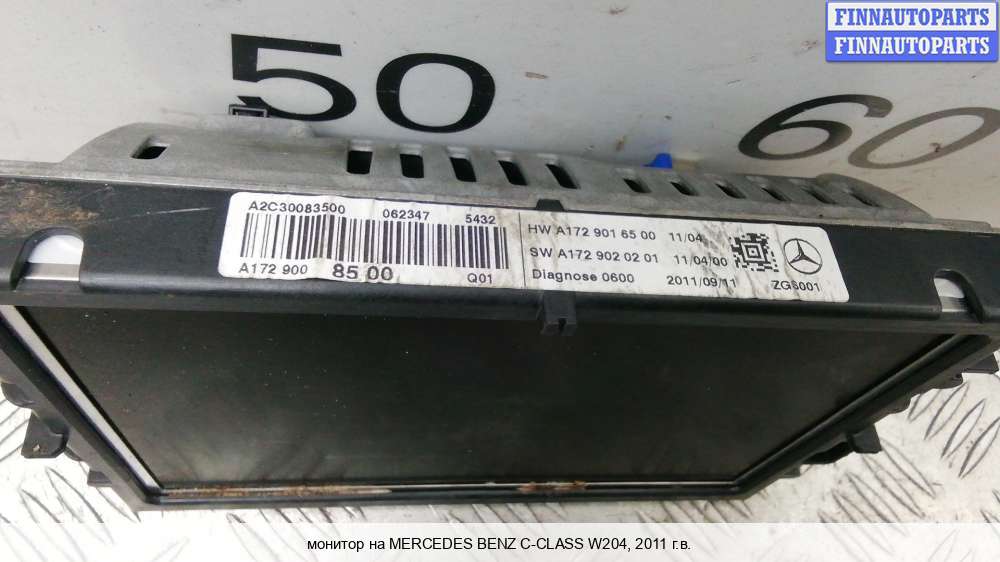 FINNAUTOPARTS
FINNAUTOPARTS
50
60
A2C30083500 062347 5432
A172 900 8500 Q01
HW A172 901 65 00 11/04
SW A172 902 02 01 11/04/00
Diagnose 0600 2011/09/11 ZGS001
монитор на MERCEDES BENZ C-CLASS W204, 2011 г.в.